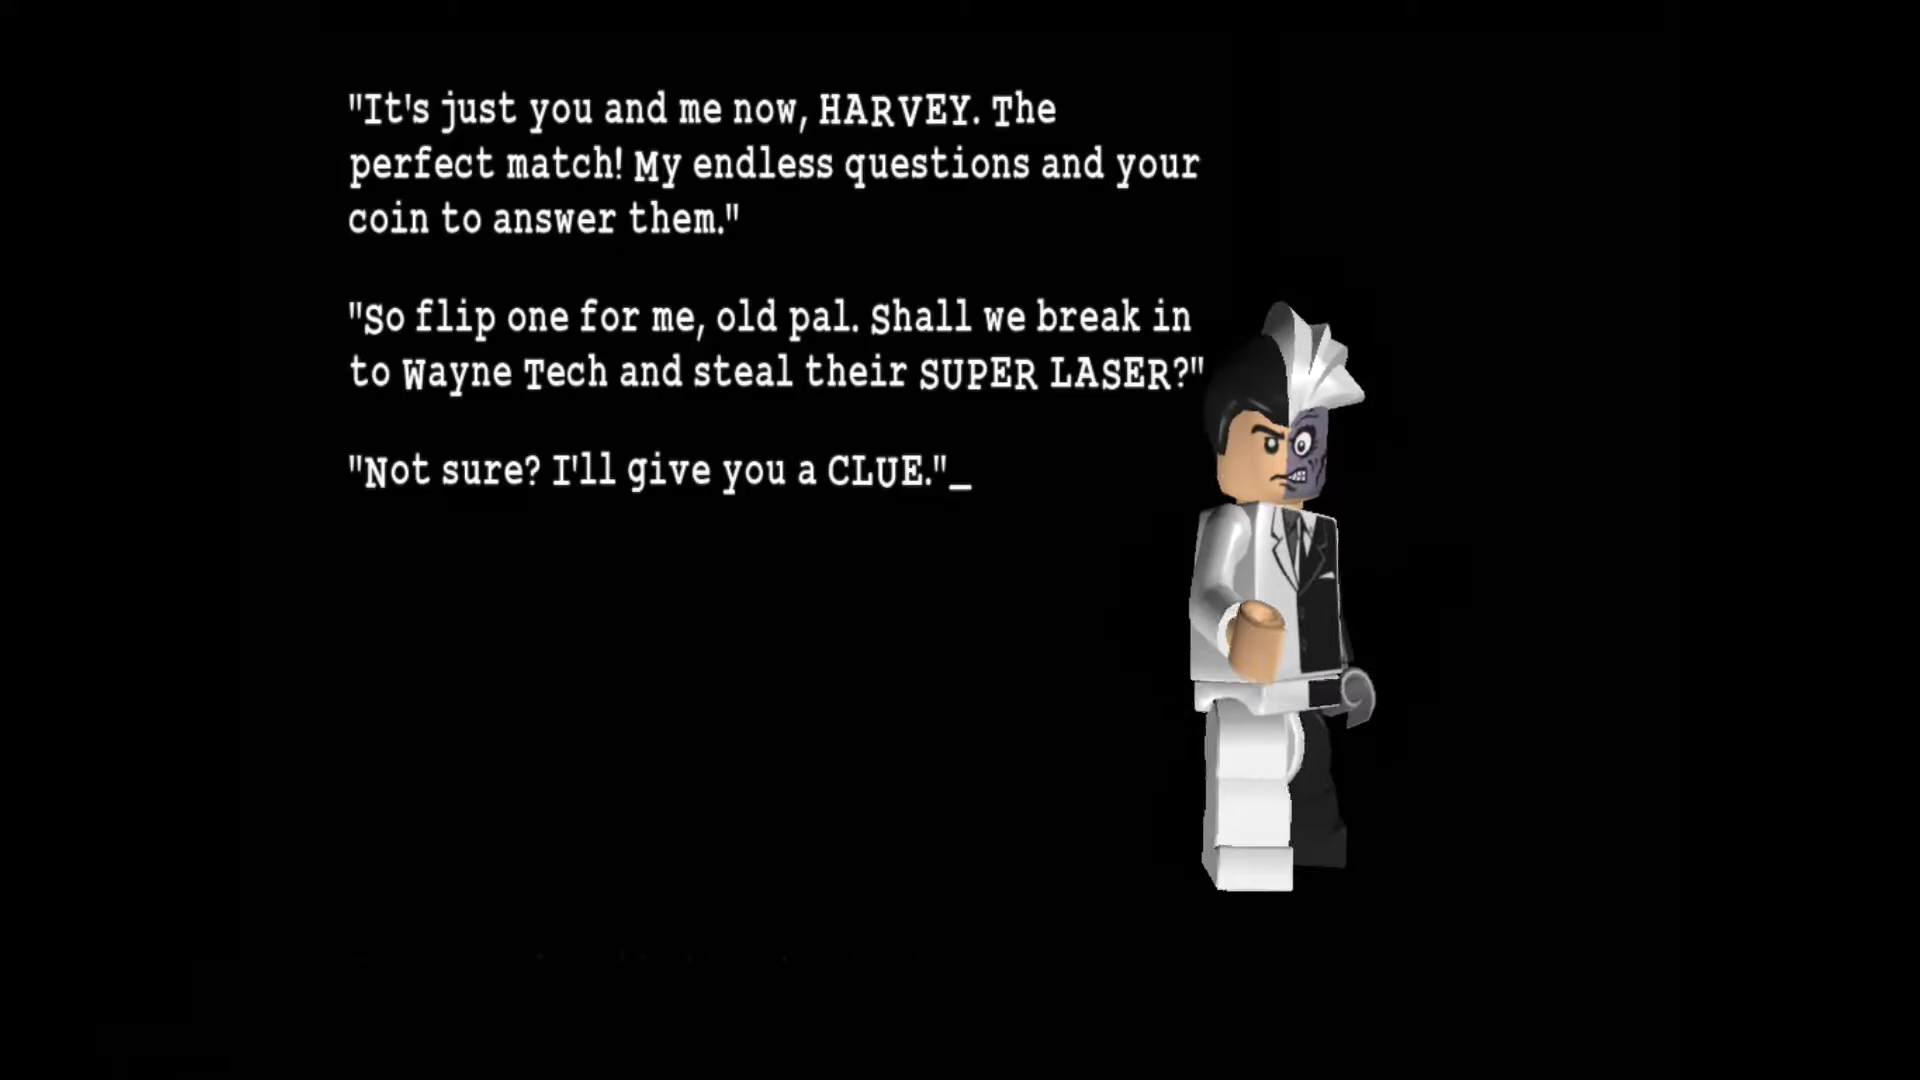 "It's just you and me now, HARVEY. The
perfect match! My endless questions and your
coin to answer them."
"So flip one for me, old pal. Shall we break in
to Wayne Tech and steal their SUPER LASER?"
"Not sure? I'll give you a CLUE."_